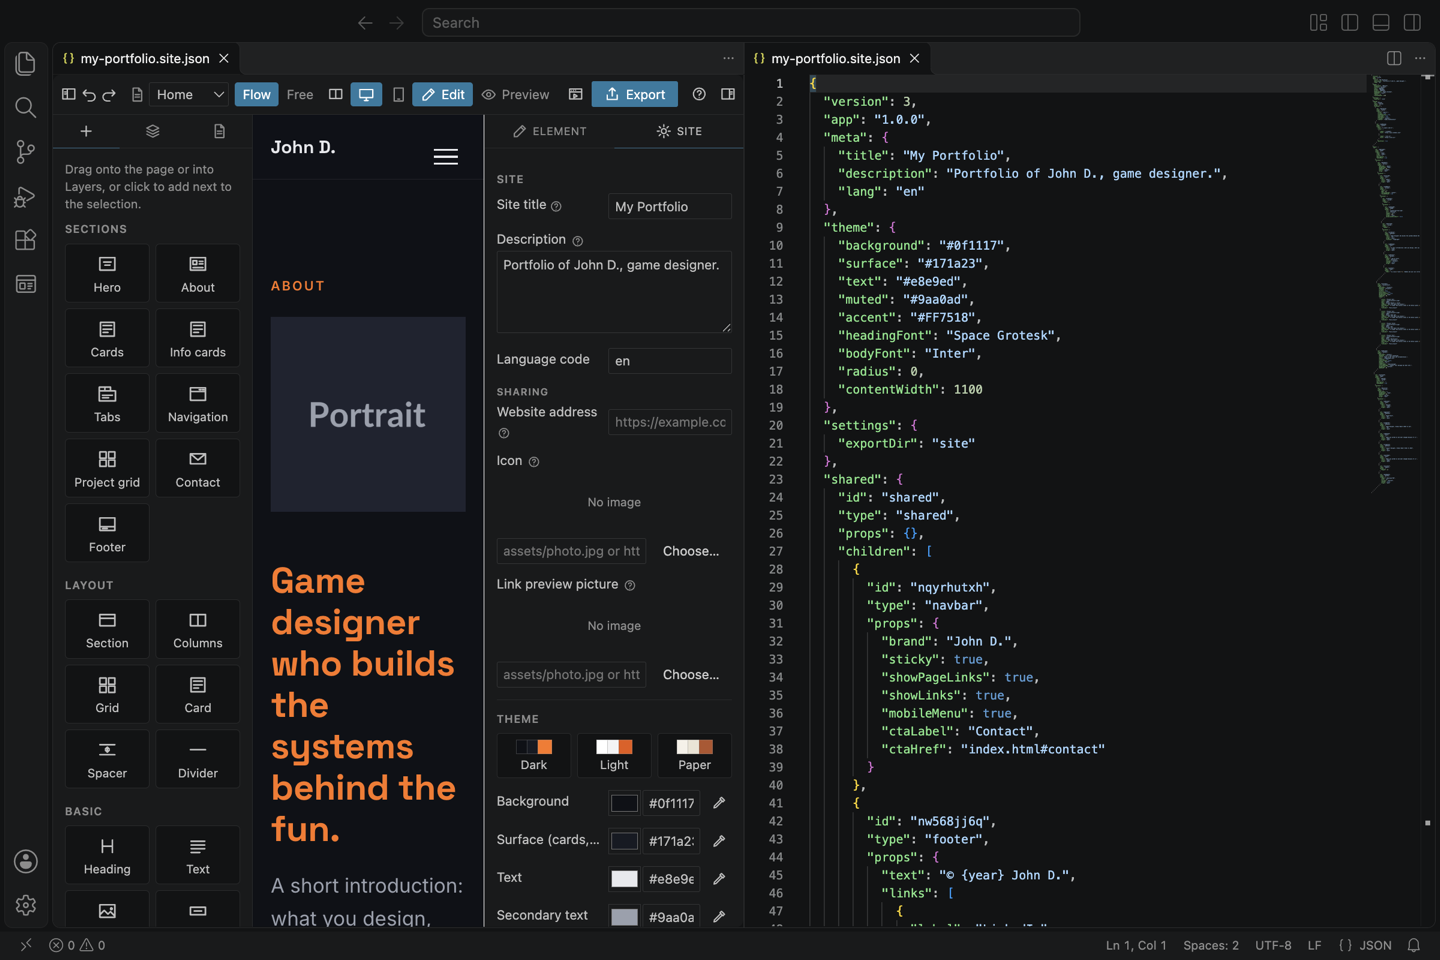 Search
my-portfolio.site.json
Home
Flow
Free
Edit
Preview
Export
Drag onto the page or into
Layers, or click to add next to
the selection.
SECTIONS
Hero
About
Cards
Info cards
Tabs
Navigation
Project grid
Contact
Footer
LAYOUT
Section
Columns
Grid
Card
Spacer
Divider
BASIC
Heading
Text
John D.
ABOUT
Portrait
Game
designer
who builds
the
systems
behind the
fun.
A short introduction:
what you design,
ELEMENT
SITE
SITE
Site title
My Portfolio
Description
Portfolio of John D., game designer.
Language code
en
SHARING
Website address
https://example.cc
Icon
No image
assets/photo.jpg or htt
Choose...
Link preview picture
No image
assets/photo.jpg or htt
Choose...
THEME
Dark
Light
Paper
Background
#0f1117
Surface (cards,...
#171a2
Text
#e8e9e
Secondary text
#9aa0a
my-portfolio.site.json
1 {
2 "version": 3,
3 "app": "1.0.0",
4 "meta": {
5 "title": "My Portfolio",
6 "description": "Portfolio of John D., game designer.",
7 "lang": "en"
8 },
9 "theme": {
10 "background": "#0f1117",
11 "surface": "#171a23",
12 "text": "#e8e9ed",
13 "muted": "#9aa0ad",
14 "accent": "#FF7518",
15 "headingFont": "Space Grotesk",
16 "bodyFont": "Inter",
17 "radius": 0,
18 "contentWidth": 1100
19 },
20 "settings": {
21 "exportDir": "site"
22 },
23 "shared": {
24 "id": "shared",
25 "type": "shared",
26 "props": {},
27 "children": [
28 {
29 "id": "nqyrhutxh",
30 "type": "navbar",
31 "props": {
32 "brand": "John D.",
33 "sticky": true,
34 "showPageLinks": true,
35 "showLinks": true,
36 "mobileMenu": true,
37 "ctaLabel": "Contact",
38 "ctaHref": "index.html#contact"
39 }
40 },
41 {
42 "id": "nw568jj6q",
43 "type": "footer",
44 "props": {
45 "text": "© {year} John D.",
46 "links": [
47 {
0
0
Ln 1, Col 1
Spaces: 2
UTF-8
LF
{ } JSON